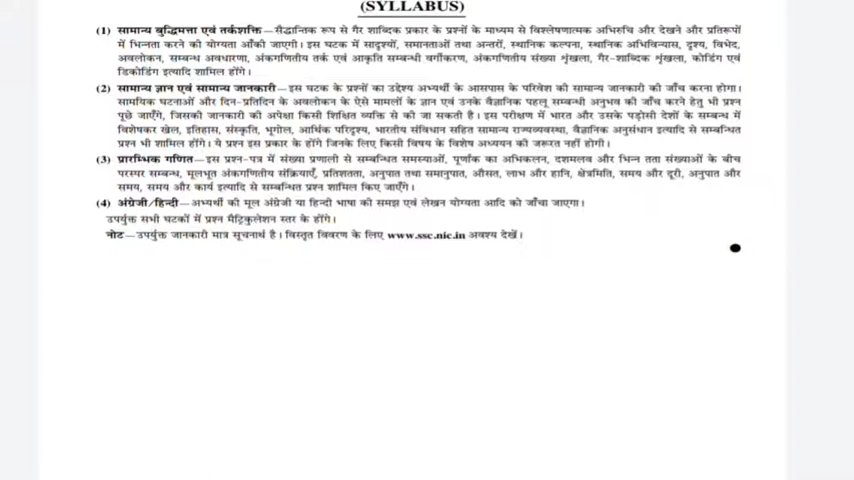 (SYLLABUS)
(1) सामान्य बुद्धिमत्ता एवं तर्कशक्ति—सैद्धान्तिक रूप से गैर शाब्दिक प्रकार के प्रश्नों के माध्यम से विश्लेषणात्मक अभिरुचि और देखने और प्रतिरूपों
में भिन्नता करने की योग्यता आँकी जाएगी। इस घटक में सादृश्यों, समानताओं तथा अन्तरों, स्थानिक कल्पना, स्थानिक अभिविन्यास, दृश्य, विभेद,
अवलोकन, सम्बन्ध अवधारणा, अंकगणितीय तर्क एवं आकृति सम्बन्धी वर्गीकरण, अंकगणितीय संख्या शृंखला, गैर-शाब्दिक शृंखला, कोडिंग एवं
डिकोडिंग इत्यादि शामिल होंगे।
(2) सामान्य ज्ञान एवं सामान्य जानकारी—इस घटक के प्रश्नों का उद्देश्य अभ्यर्थी के आसपास के परिवेश की सामान्य जानकारी की जाँच करना होगा।
सामयिक घटनाओं और दिन-प्रतिदिन के अवलोकन के ऐसे मामलों के ज्ञान एवं उनके वैज्ञानिक पहलू सम्बन्धी अनुभव की जाँच करने हेतु भी प्रश्न
पूछे जाएँगे, जिसकी जानकारी की अपेक्षा किसी शिक्षित व्यक्ति से की जा सकती है। इस परीक्षण में भारत और उसके पड़ोसी देशों के सम्बन्ध में
विशेषकर खेल, इतिहास, संस्कृति, भूगोल, आर्थिक परिदृश्य, भारतीय संविधान सहित सामान्य राज्यव्यवस्था, वैज्ञानिक अनुसंधान इत्यादि से सम्बन्धित
प्रश्न भी शामिल होंगे। ये प्रश्न इस प्रकार के होंगे जिनके लिए किसी विषय के विशेष अध्ययन की जरूरत नहीं होगी।
(3) प्रारम्भिक गणित—इस प्रश्न-पत्र में संख्या प्रणाली से सम्बन्धित समस्याओं, पूर्णांक का अभिकलन, दशमलव और भिन्न तता संख्याओं के बीच
परस्पर सम्बन्ध, मूलभूत अंकगणितीय संक्रियाएँ, प्रतिशतता, अनुपात तथा समानुपात, औसत, लाभ और हानि, क्षेत्रमिति, समय और दूरी, अनुपात और
समय, समय और कार्य इत्यादि से सम्बन्धित प्रश्न शामिल किए जाएँगे।
(4) अंग्रेजी/हिन्दी—अभ्यर्थी की मूल अंग्रेजी या हिन्दी भाषा की समझ एवं लेखन योग्यता आदि को जाँचा जाएगा।
उपर्युक्त सभी घटकों में प्रश्न मैट्रिकुलेशन स्तर के होंगे।
नोट—उपर्युक्त जानकारी मात्र सूचनार्थ है। विस्तृत विवरण के लिए www.ssc.nic.in अवश्य देखें।